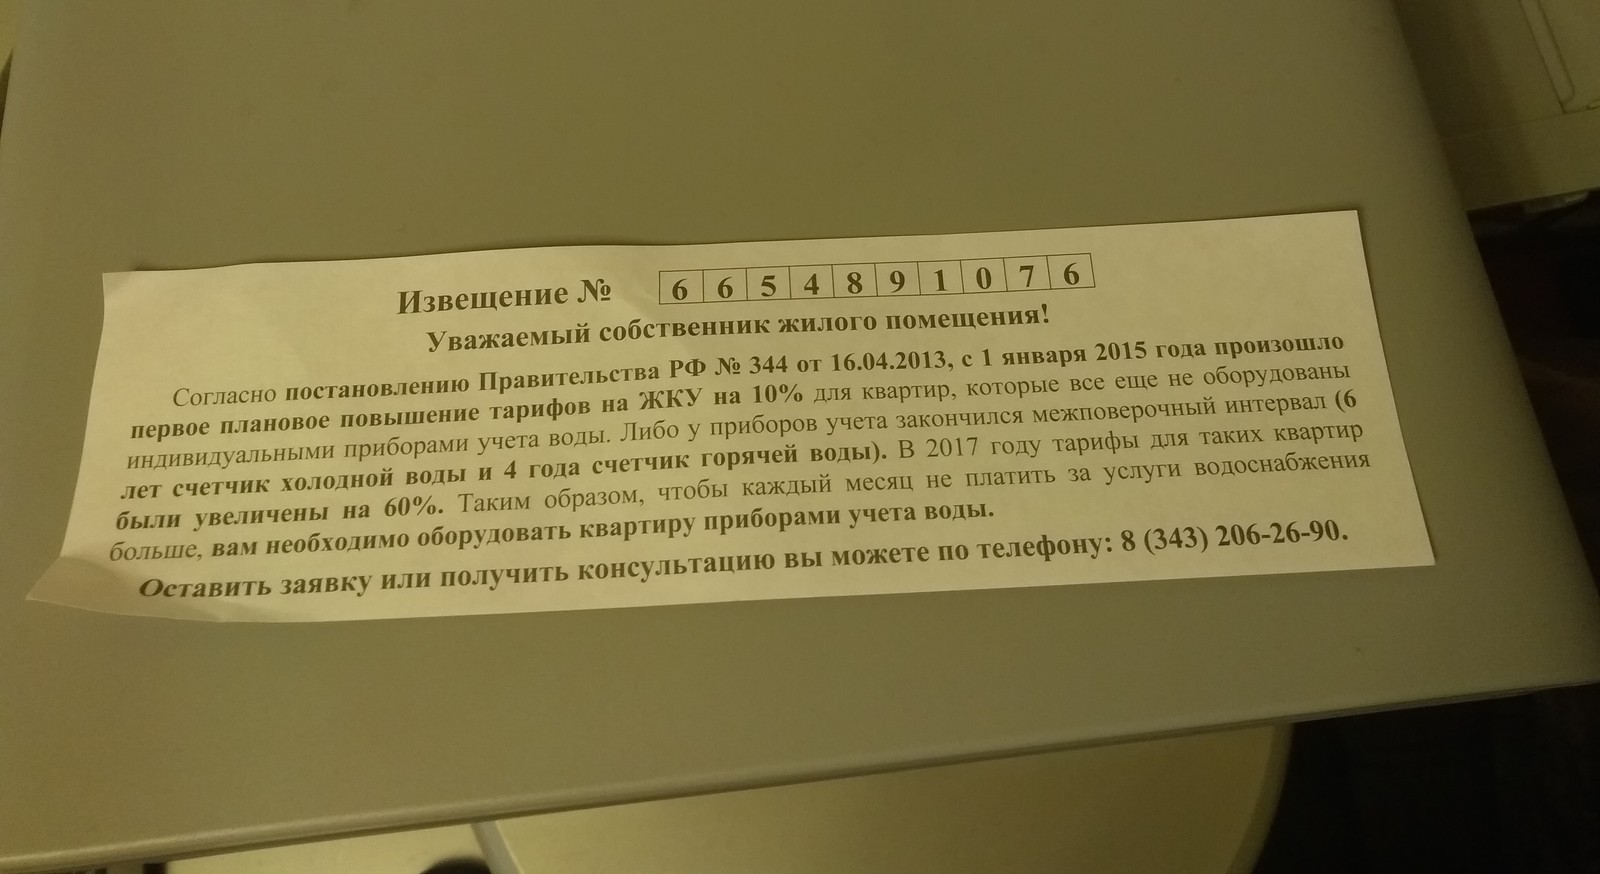 Извещение № 6 6 5 4 8 9 1 0 7 6
Уважаемый собственник жилого помещения!
Согласно постановлению Правительства РФ № 344 от 16.04.2013, с 1 января 2015 года произошло
первое плановое повышение тарифов на ЖКУ на 10% для квартир, которые все еще не оборудованы
индивидуальными приборами учета воды. Либо у приборов учета закончился межповерочный интервал (6
лет счетчик холодной воды и 4 года счетчик горячей воды). В 2017 году тарифы для таких квартир
были увеличены на 60%. Таким образом, чтобы каждый месяц не платить за услуги водоснабжения
больше, вам необходимо оборудовать квартиру приборами учета воды.
Оставить заявку или получить консультацию вы можете по телефону: 8 (343) 206-26-90.